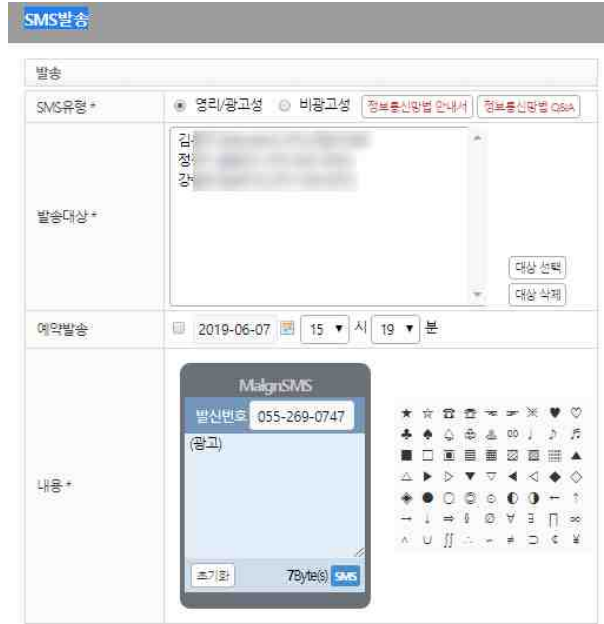 SMS발송
발송
SMS유형 * 영리/광고성 비광고성 정보통신망법 안내서 정보통신망법 Q&A
김
정
강
발송대상 *
대상 선택
대상 삭제
예약발송 2019-06-07 15 시 19 분
MalgnSMS
발신번호 055-269-0747
(광고)
내용 *
초기화 7Byte(s) SMS